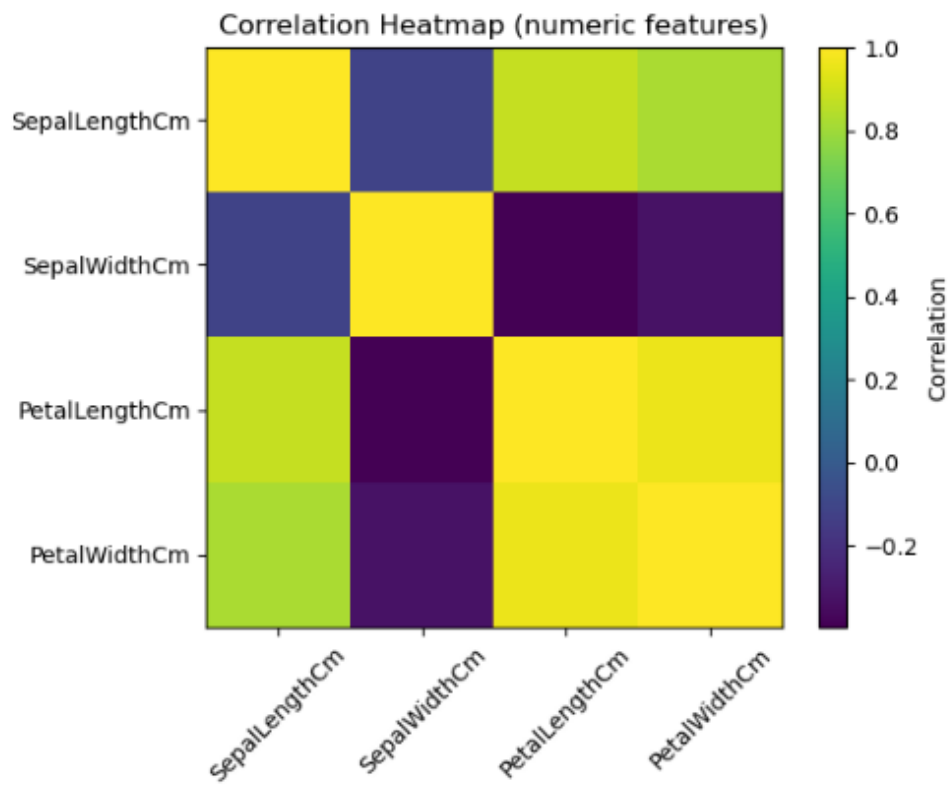 Correlation Heatmap (numeric features)
SepalLengthCm
SepalWidthCm
PetalLengthCm
PetalWidthCm
SepalLengthCm
SepalWidthCm
PetalLengthCm
PetalWidthCm
1.0
0.8
0.6
0.4
0.2
0.0
−0.2
Correlation